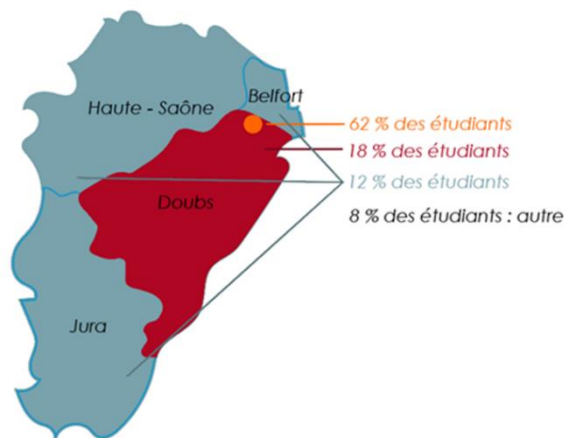 Haute - Saône
Belfort
62 % des étudiants
18 % des étudiants
12 % des étudiants
Doubs
8 % des étudiants : autre
Jura